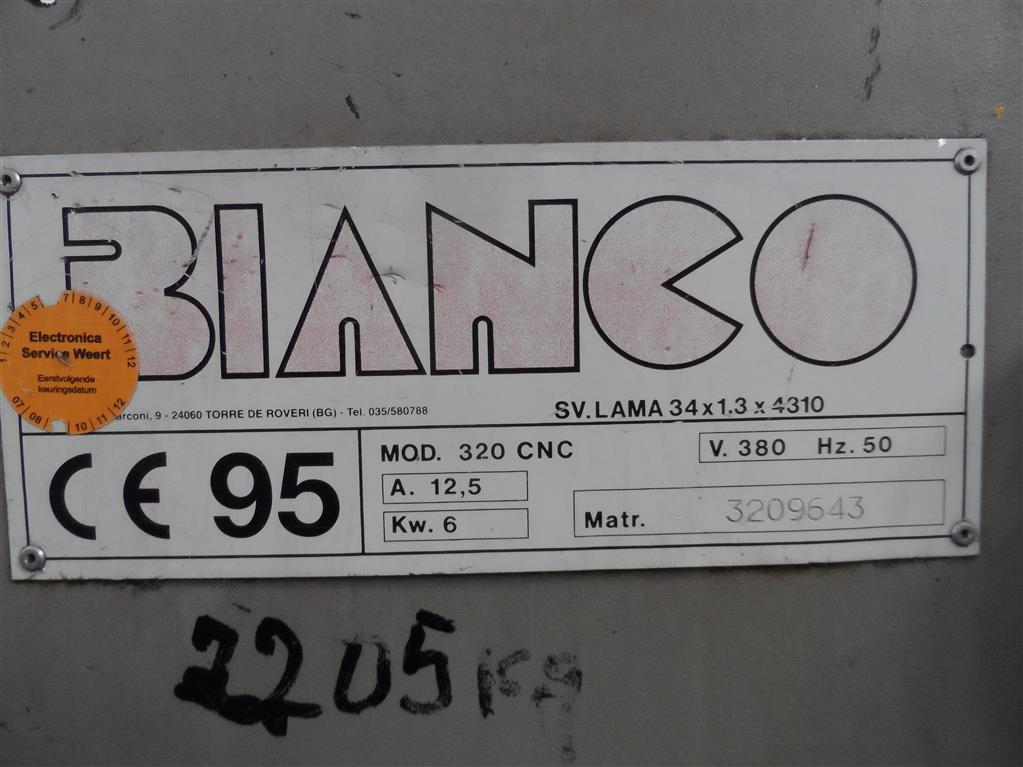 BIANCO
7 8 9 10 11 12
1 2 3 4 5
Electronica
Service Weert
Eerstvolgende
keuringsdatum
07 08 10 11 12
9 - 24060 TORRE DE ROVERI (BG) - Tel. 035/580788
SV. LAMA 34 x 1.3 x 4310
CE 95
MOD. 320 CNC
V. 380 Hz. 50
A. 12,5
Kw. 6
Matr. 3209643
2205 Kg